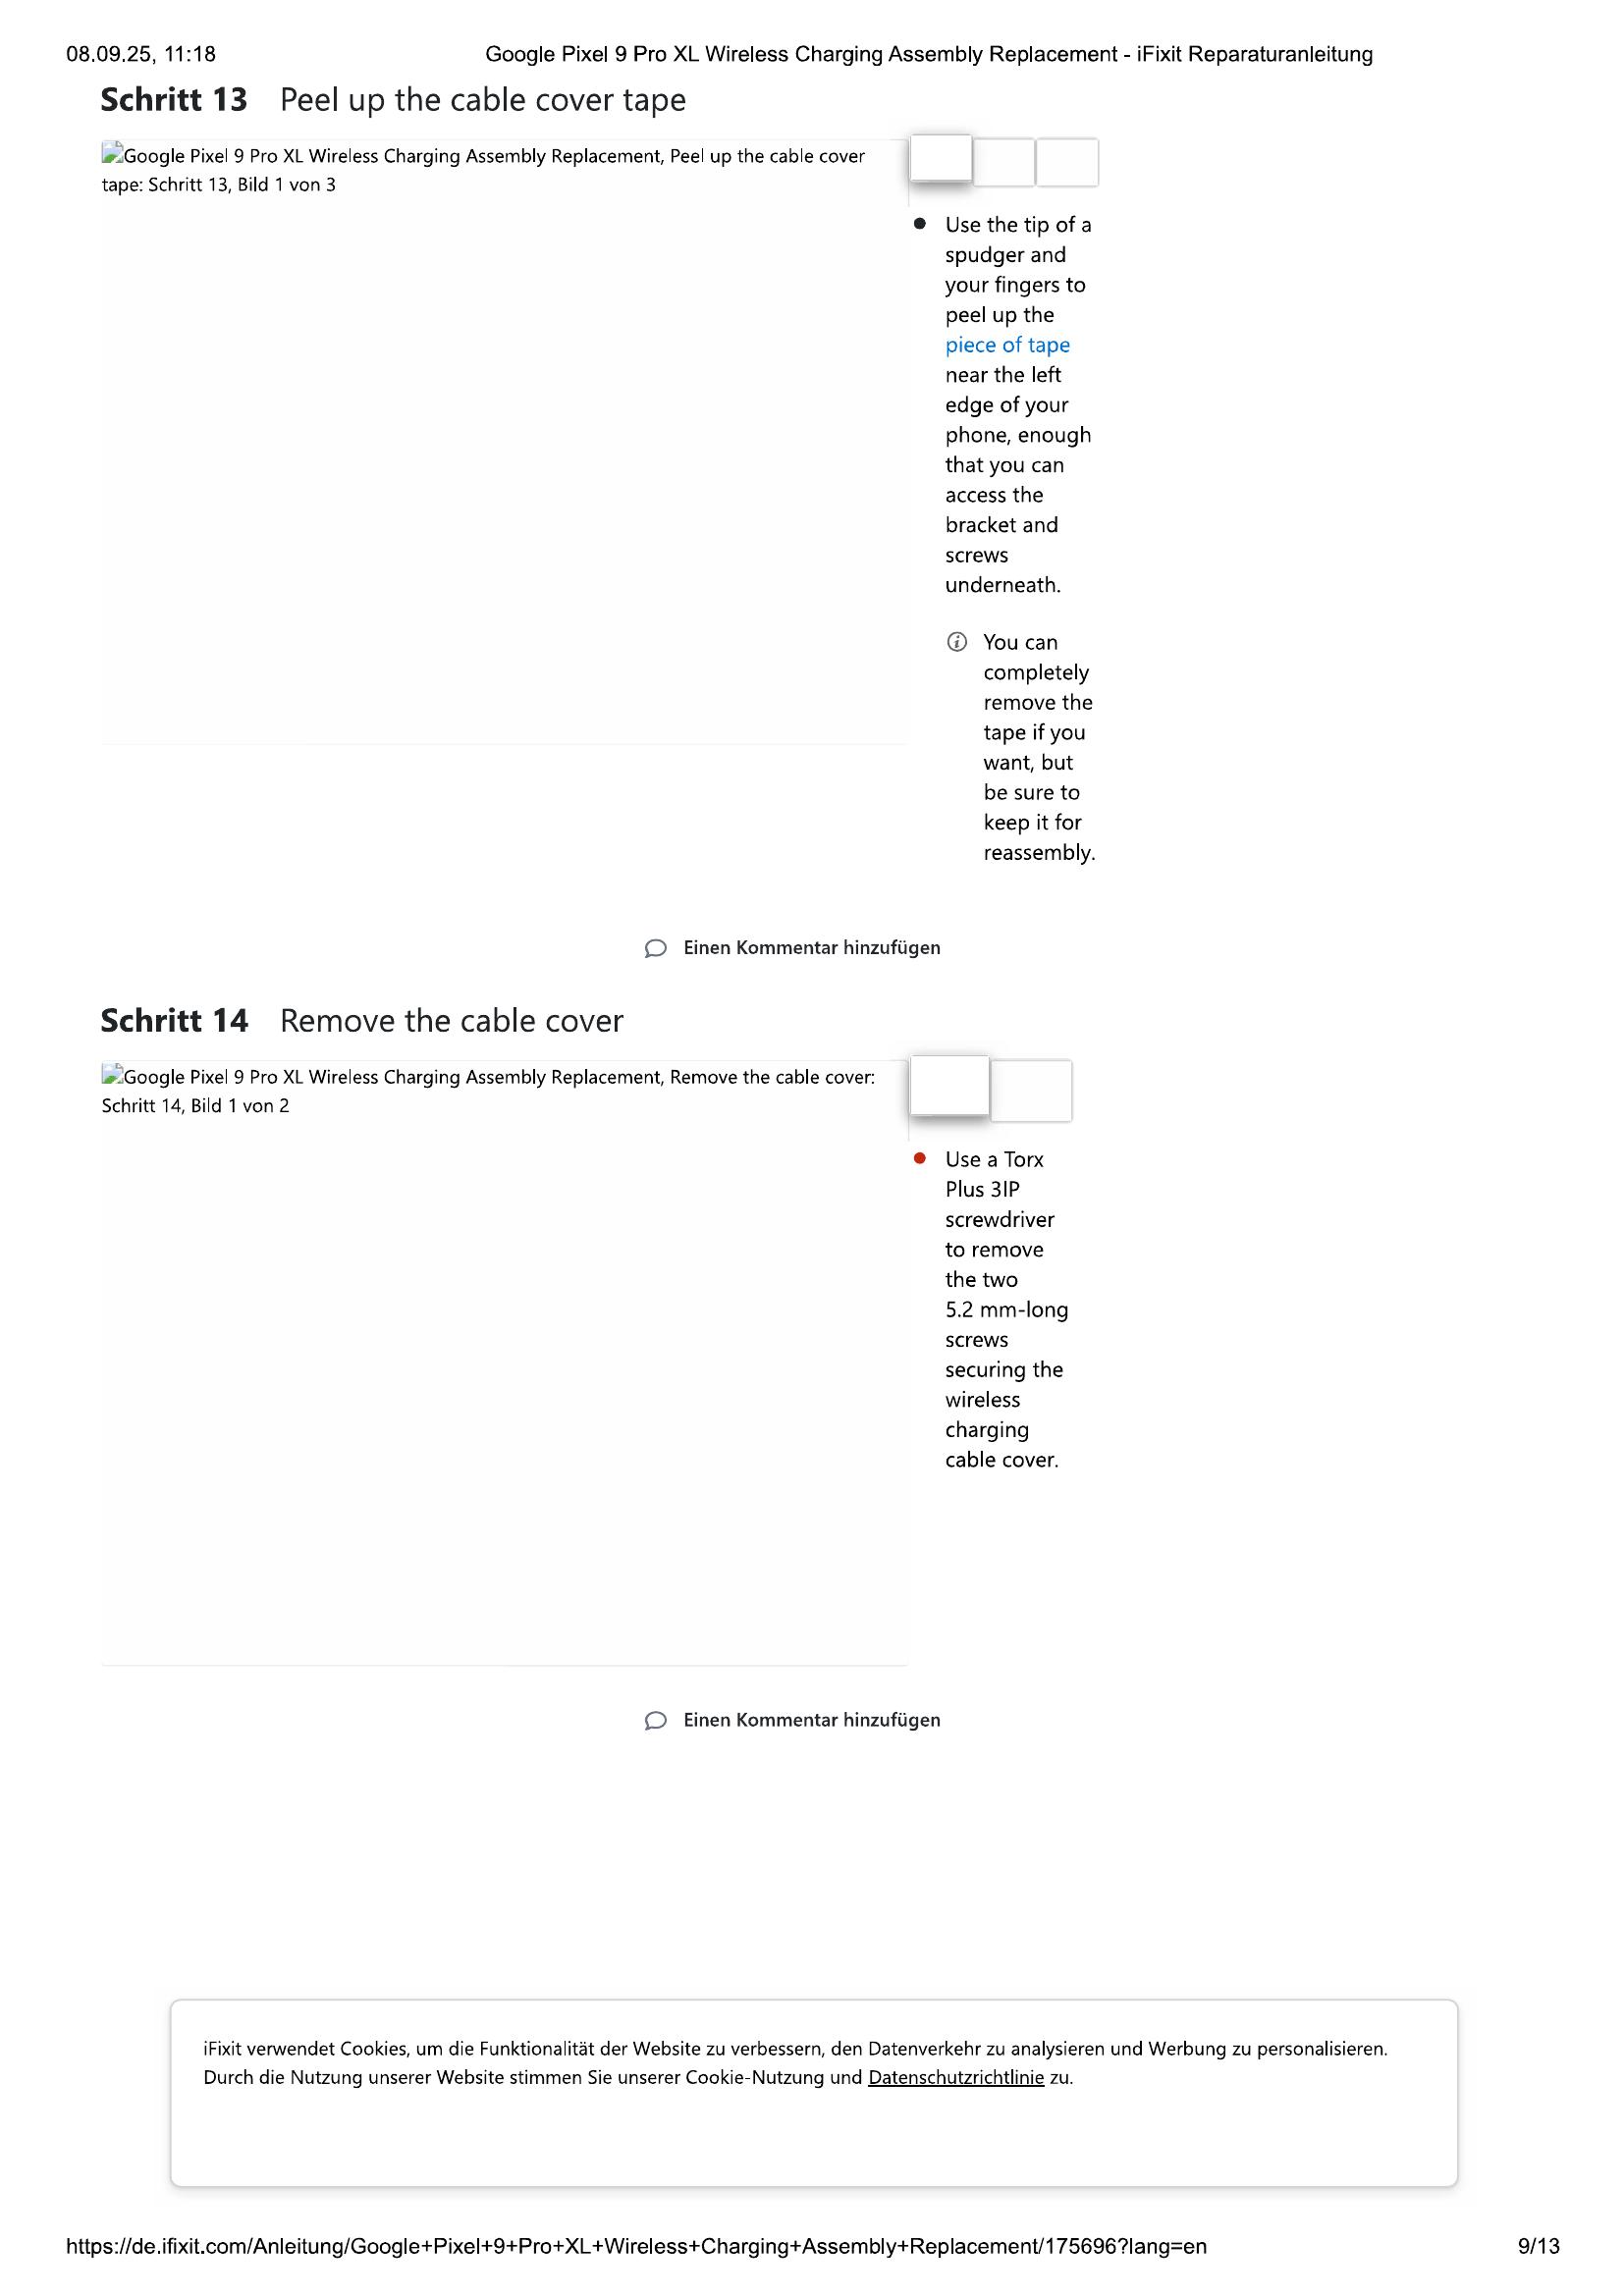 08.09.25, 11:18
Google Pixel 9 Pro XL Wireless Charging Assembly Replacement - iFixit Reparaturanleitung
Schritt 13 Peel up the cable cover tape
Google Pixel 9 Pro XL Wireless Charging Assembly Replacement, Peel up the cable cover
tape: Schritt 13, Bild 1 von 3
Use the tip of a
spudger and
your fingers to
peel up the
piece of tape
near the left
edge of your
phone, enough
that you can
access the
bracket and
screws
underneath.
You can
completely
remove the
tape if you
want, but
be sure to
keep it for
reassembly.
Einen Kommentar hinzufügen
Schritt 14 Remove the cable cover
Google Pixel 9 Pro XL Wireless Charging Assembly Replacement, Remove the cable cover:
Schritt 14, Bild 1 von 2
Use a Torx
Plus 3IP
screwdriver
to remove
the two
5.2 mm-long
screws
securing the
wireless
charging
cable cover.
Einen Kommentar hinzufügen
iFixit verwendet Cookies, um die Funktionalität der Website zu verbessern, den Datenverkehr zu analysieren und Werbung zu personalisieren.
Durch die Nutzung unserer Website stimmen Sie unserer Cookie-Nutzung und Datenschutzrichtlinie zu.
https://de.ifixit.com/Anleitung/Google+Pixel+9+Pro+XL+Wireless+Charging+Assembly+Replacement/175696?lang=en
9/13